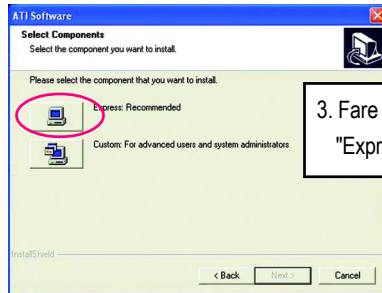 ATI Software
Select Components
Select the component you want to install.
Please select the component that you want to install.
Express: Recommended
3. Fare
"Expr
Custom: For advanced users and system administrators
InstallShield
< Back
Next >
Cancel